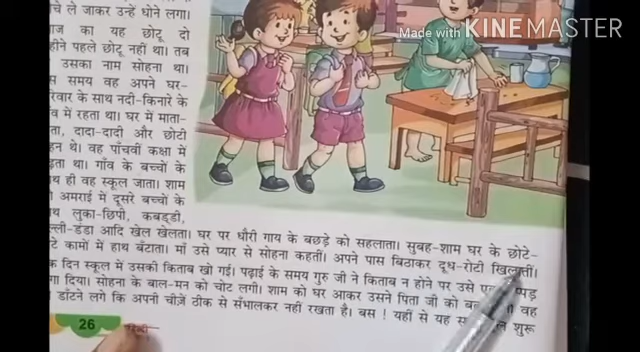 Made with KINEMASTER
चे ले जाकर उन्हें धोने लगा।
ज का यह छोटू दो
हीने पहले छोटू नहीं था। तब
उसका नाम सोहना था।
समय वह अपने घर-
रवार के साथ नदी-किनारे के
व में रहता था। घर में माता-
ता, दादा-दादी और छोटी
हन थे। वह पाँचवीं कक्षा में
ढ़ता था। गाँव के बच्चों के
थ ही वह स्कूल जाता। शाम
अमराई में दूसरे बच्चों के
थ लुका-छिपी, कबड्डी,
ल्ली-डंडा आदि खेल खेलता। घर पर धौरी गाय के बछड़े को सहलाता। सुबह-शाम घर के छोटे-
टे कामों में हाथ बँटाता। माँ उसे प्यार से सोहना कहतीं। अपने पास बिठाकर दूध-रोटी खिलातीं।
क दिन स्कूल में उसकी किताब खो गई। पढ़ाई के समय गुरु जी ने किताब न होने पर उसे
गा दिया। सोहना के बाल-मन को चोट लगी। शाम को घर आकर उसने पिता जी को वह
डाँटने लगे कि अपनी चीज़ें ठीक से सँभालकर नहीं रखता है। बस ! यहीं से यह शुरू
26